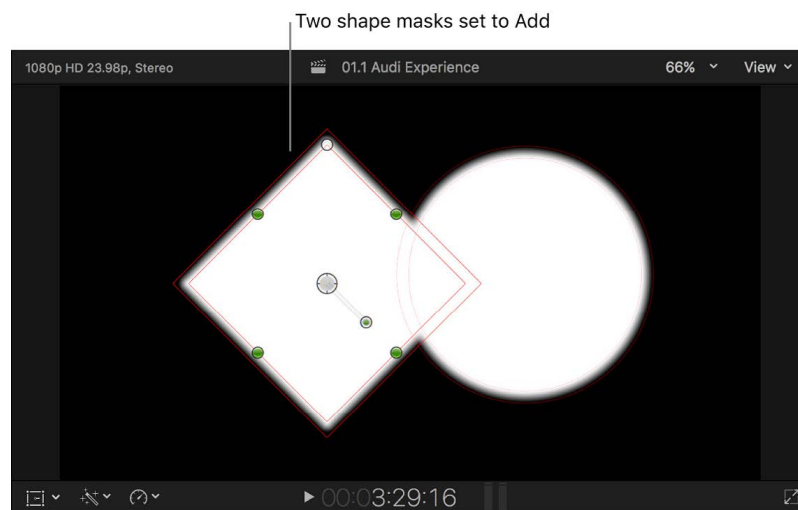 Two shape masks set to Add
1080p HD 23.98p, Stereo 01.1 Audi Experience 66% View
00:03:29:16